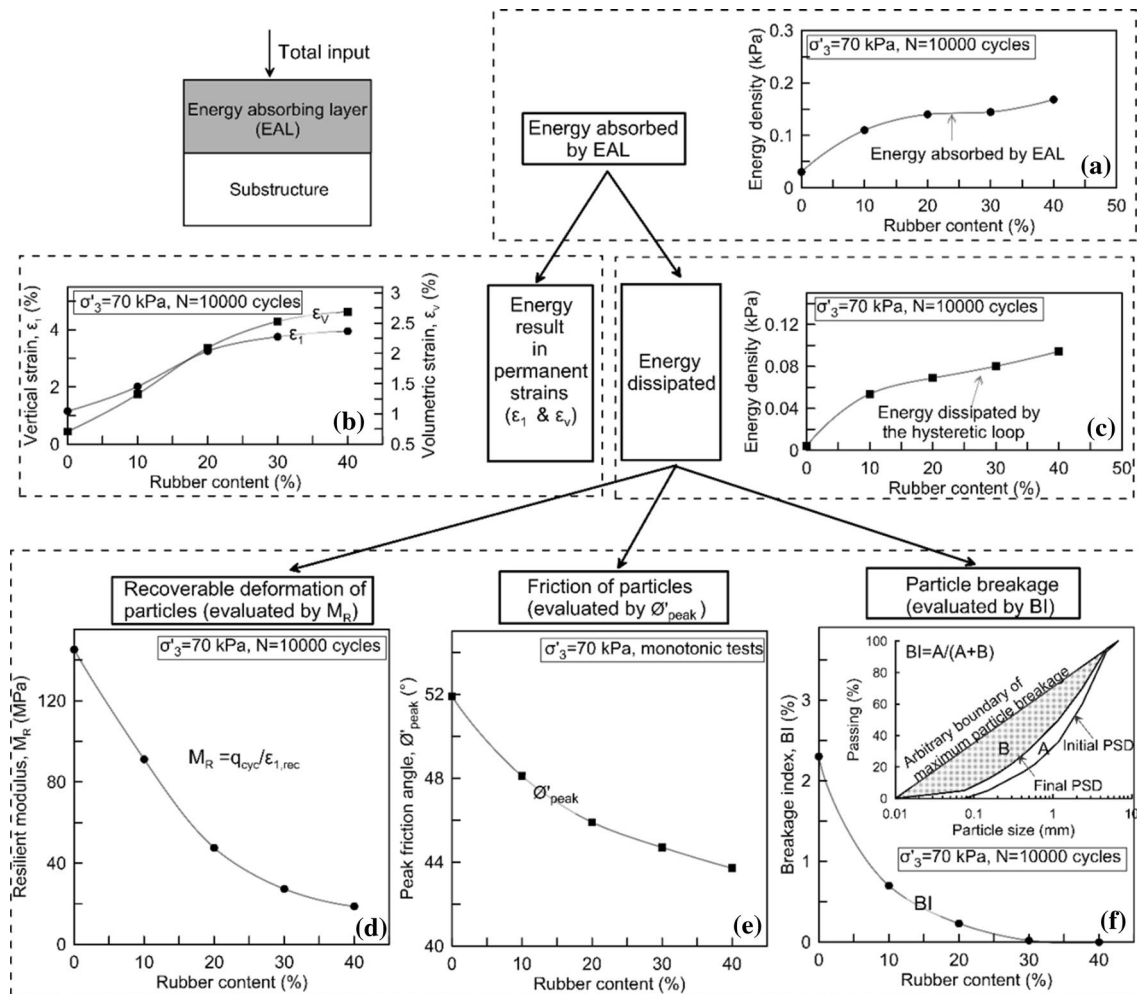 Total input
Energy absorbing layer
(EAL)
Substructure
Energy absorbed
by EAL
σ'3=70 kPa, N=10000 cycles
Energy density (kPa)
0.3
0.2
0.1
0
Energy absorbed by EAL
(a)
0 10 20 30 40 50
Rubber content (%)
σ'3=70 kPa, N=10000 cycles
Vertical strain, ε1 (%)
4
2
0
εv
ε1
(b)
3
2.5
2
1.5
1
0.5
Volumetric strain, εv (%)
0 10 20 30 40
Rubber content (%)
Energy
result
in
permanent
strains
(ε1 & εv)
Energy
dissipated
σ'3=70 kPa, N=10000 cycles
Energy density (kPa)
0.12
0.08
0.04
0
Energy dissipated by
the hysteretic loop
(c)
0 10 20 30 40 50
Rubber content (%)
Recoverable deformation of
particles (evaluated by MR)
σ'3=70 kPa, N=10000 cycles
Resilient modulus, MR (MPa)
120
80
40
0
MR =qcyc/ε1,rec
(d)
0 10 20 30 40
Rubber content (%)
Friction of particles
(evaluated by Ø'peak)
σ'3=70 kPa, monotonic tests
Peak friction angle, Ø'peak (°)
52
48
44
40
Ø'peak
(e)
0 10 20 30 40
Rubber content (%)
Particle breakage
(evaluated by BI)
Breakage index, BI (%)
3
2
1
0
BI=A/(A+B)
Passing (%)
100
80
60
40
20
0
Arbitrary boundary of
maximum particle breakage
B
A
Initial PSD
Final PSD
0.01 0.1 1 10
Particle size (mm)
σ'3=70 kPa, N=10000 cycles
BI
(f)
0 10 20 30 40
Rubber content (%)